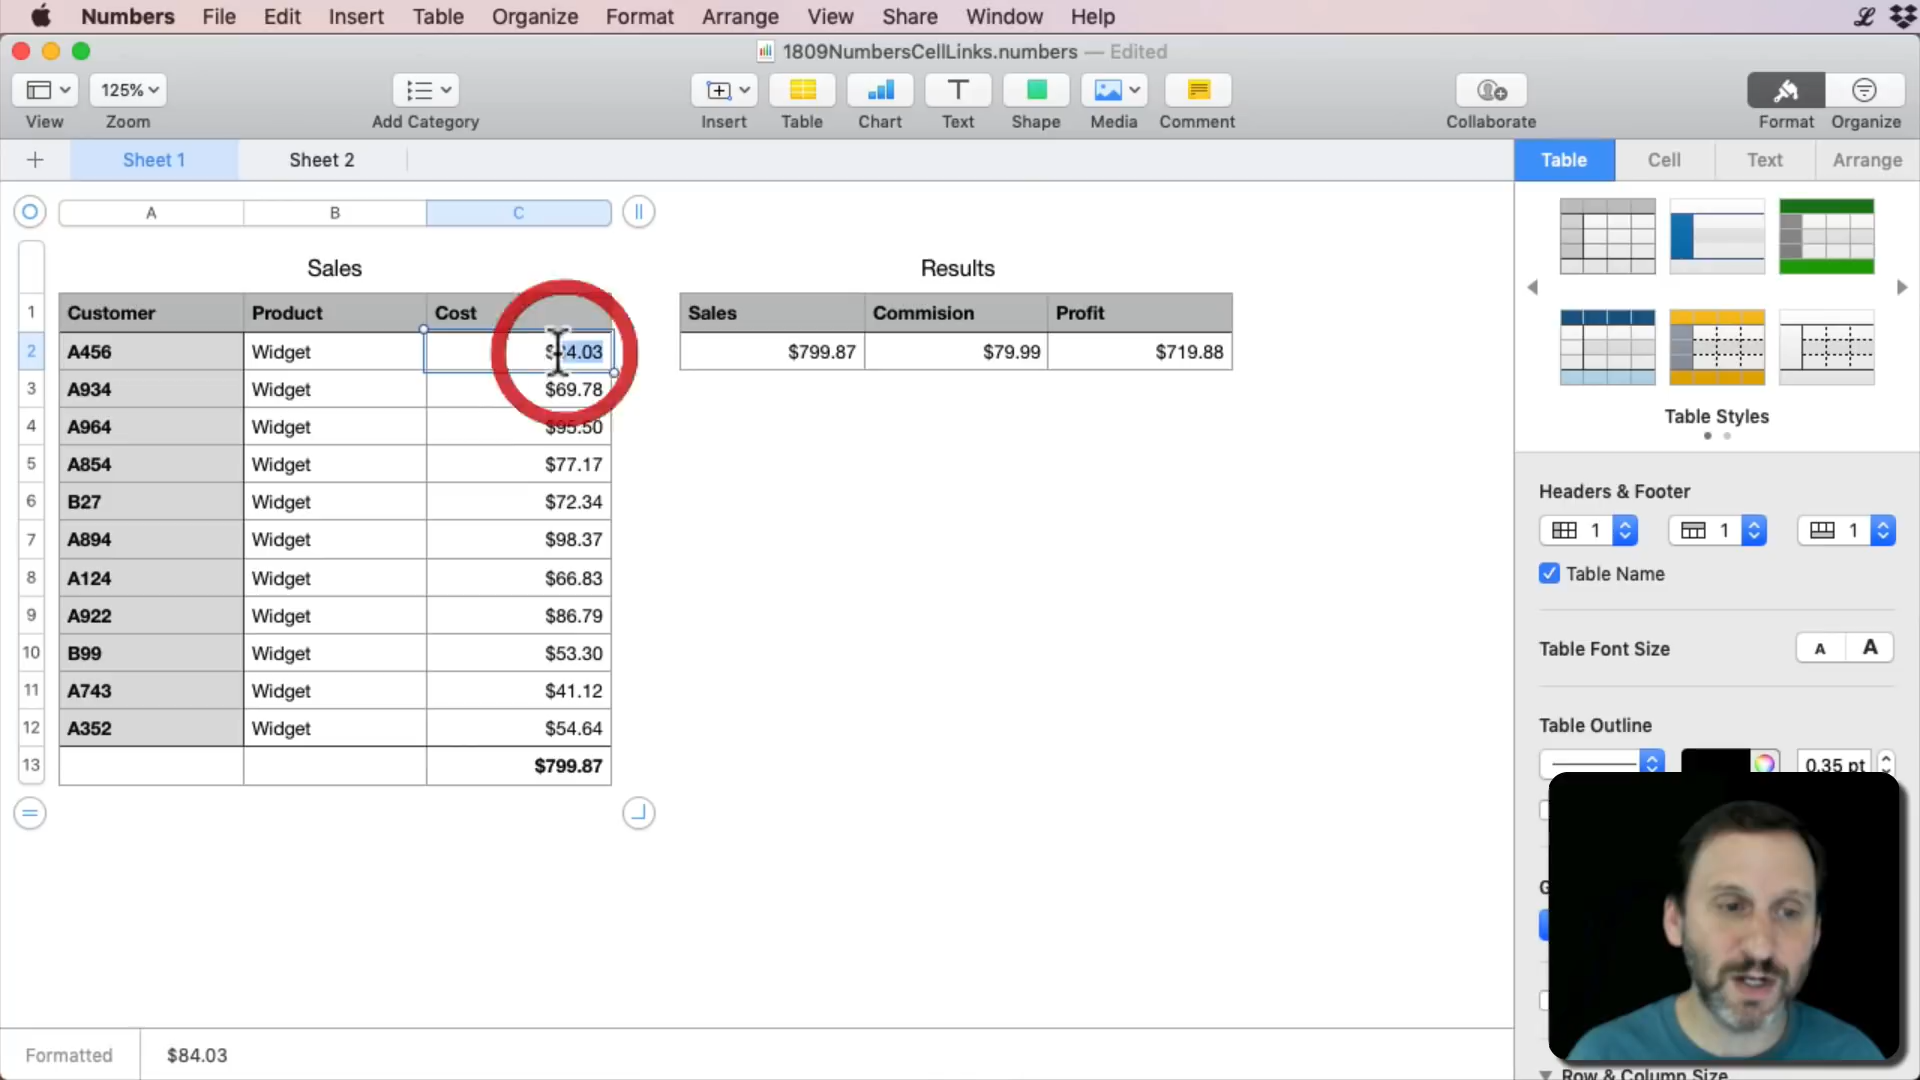 Numbers File Edit Insert Table Organize Format Arrange View Share Window Help
1809NumbersCellLinks.numbers — Edited
125%
View Zoom Add Category Insert Table Chart Text Shape Media Comment Collaborate Format Organize
Sheet 1 Sheet 2
Table Cell Text Arrange
A B C
Sales
Results
1 Customer Product Cost
Sales Commision Profit
2 A456 Widget 4.03
$799.87 $79.99 $719.88
3 A934 Widget $69.78
4 A964 Widget $95.50
5 A854 Widget $77.17
6 B27 Widget $72.34
7 A894 Widget $98.37
8 A124 Widget $66.83
9 A922 Widget $86.79
10 B99 Widget $53.30
11 A743 Widget $41.12
12 A352 Widget $54.64
13 $799.87
Table Styles
Headers & Footer
1 1 1
Table Name
Table Font Size A A
Table Outline
0.35 pt
Row & Column Size
Formatted $84.03